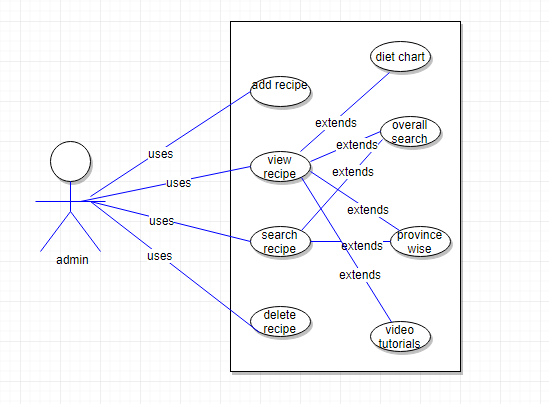 diet chart
add recipe
extends
overall
search
extends
uses
view
recipe
extends
uses
extends
uses
search
recipe
extends
province
wise
uses
admin
extends
delete
recipe
video
tutorials